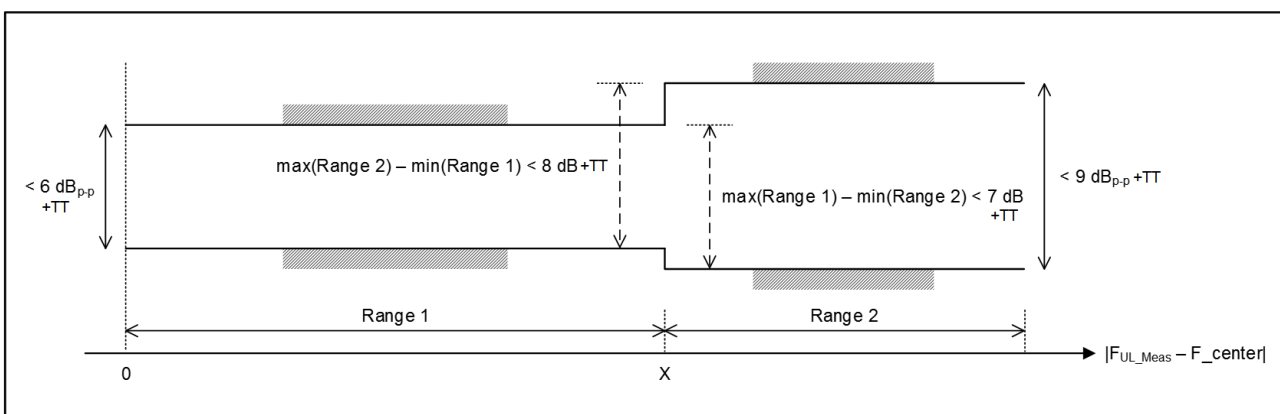 max(Range 2) – min(Range 1) < 8 dB +TT
< 6 dBp-p
+TT
max(Range 1) – min(Range 2) < 7 dB
+TT
< 9 dBp-p +TT
Range 1
Range 2
|FUL_Meas – F_center|
0
X